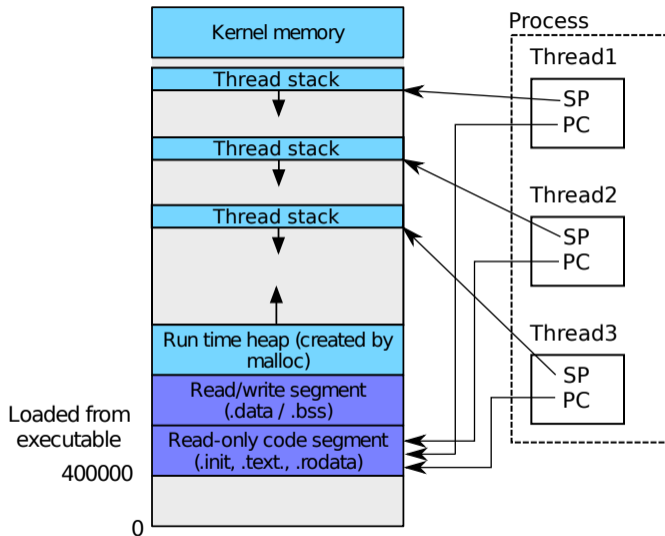 Kernel memory
Thread stack
Thread stack
Thread stack
Run time heap (created by
malloc)
Read/write segment
(.data / .bss)
Read-only code segment
(.init, .text., .rodata)
Loaded from
executable
400000
0
Process
Thread1
SP
PC
Thread2
SP
PC
Thread3
SP
PC